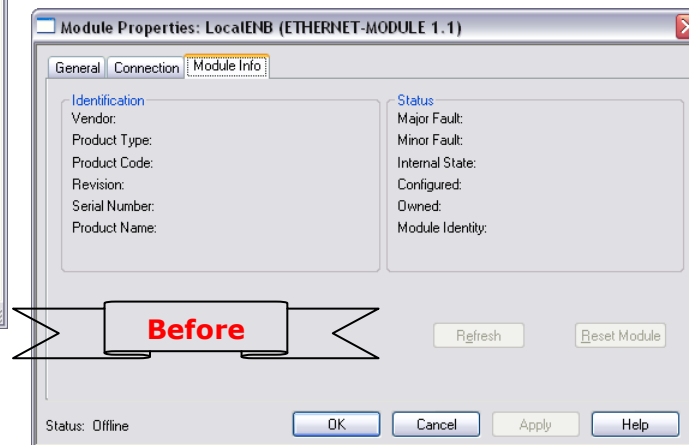 Module Properties: LocalENB (ETHERNET-MODULE 1.1)
General Connection Module Info
Identification
Vendor:
Product Type:
Product Code:
Revision:
Serial Number:
Product Name:
Status
Major Fault:
Minor Fault:
Internal State:
Configured:
Owned:
Module Identity:
Before
Refresh Reset Module
Status: Offline OK Cancel Apply Help